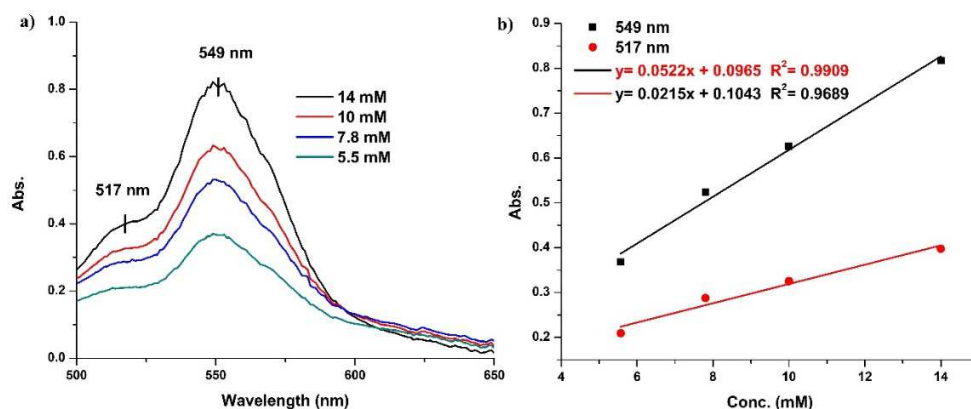 a)
549 nm
517 nm
14 mM
10 mM
7.8 mM
5.5 mM
1.0
0.8
0.6
0.4
0.2
0.0
Abs.
500
550
600
650
Wavelength (nm)
b)
549 nm
517 nm
y= 0.0522x + 0.0965 R²= 0.9909
y= 0.0215x + 0.1043 R²= 0.9689
0.9
0.8
0.7
0.6
0.5
0.4
0.3
0.2
Abs.
4
6
8
10
12
14
Conc. (mM)